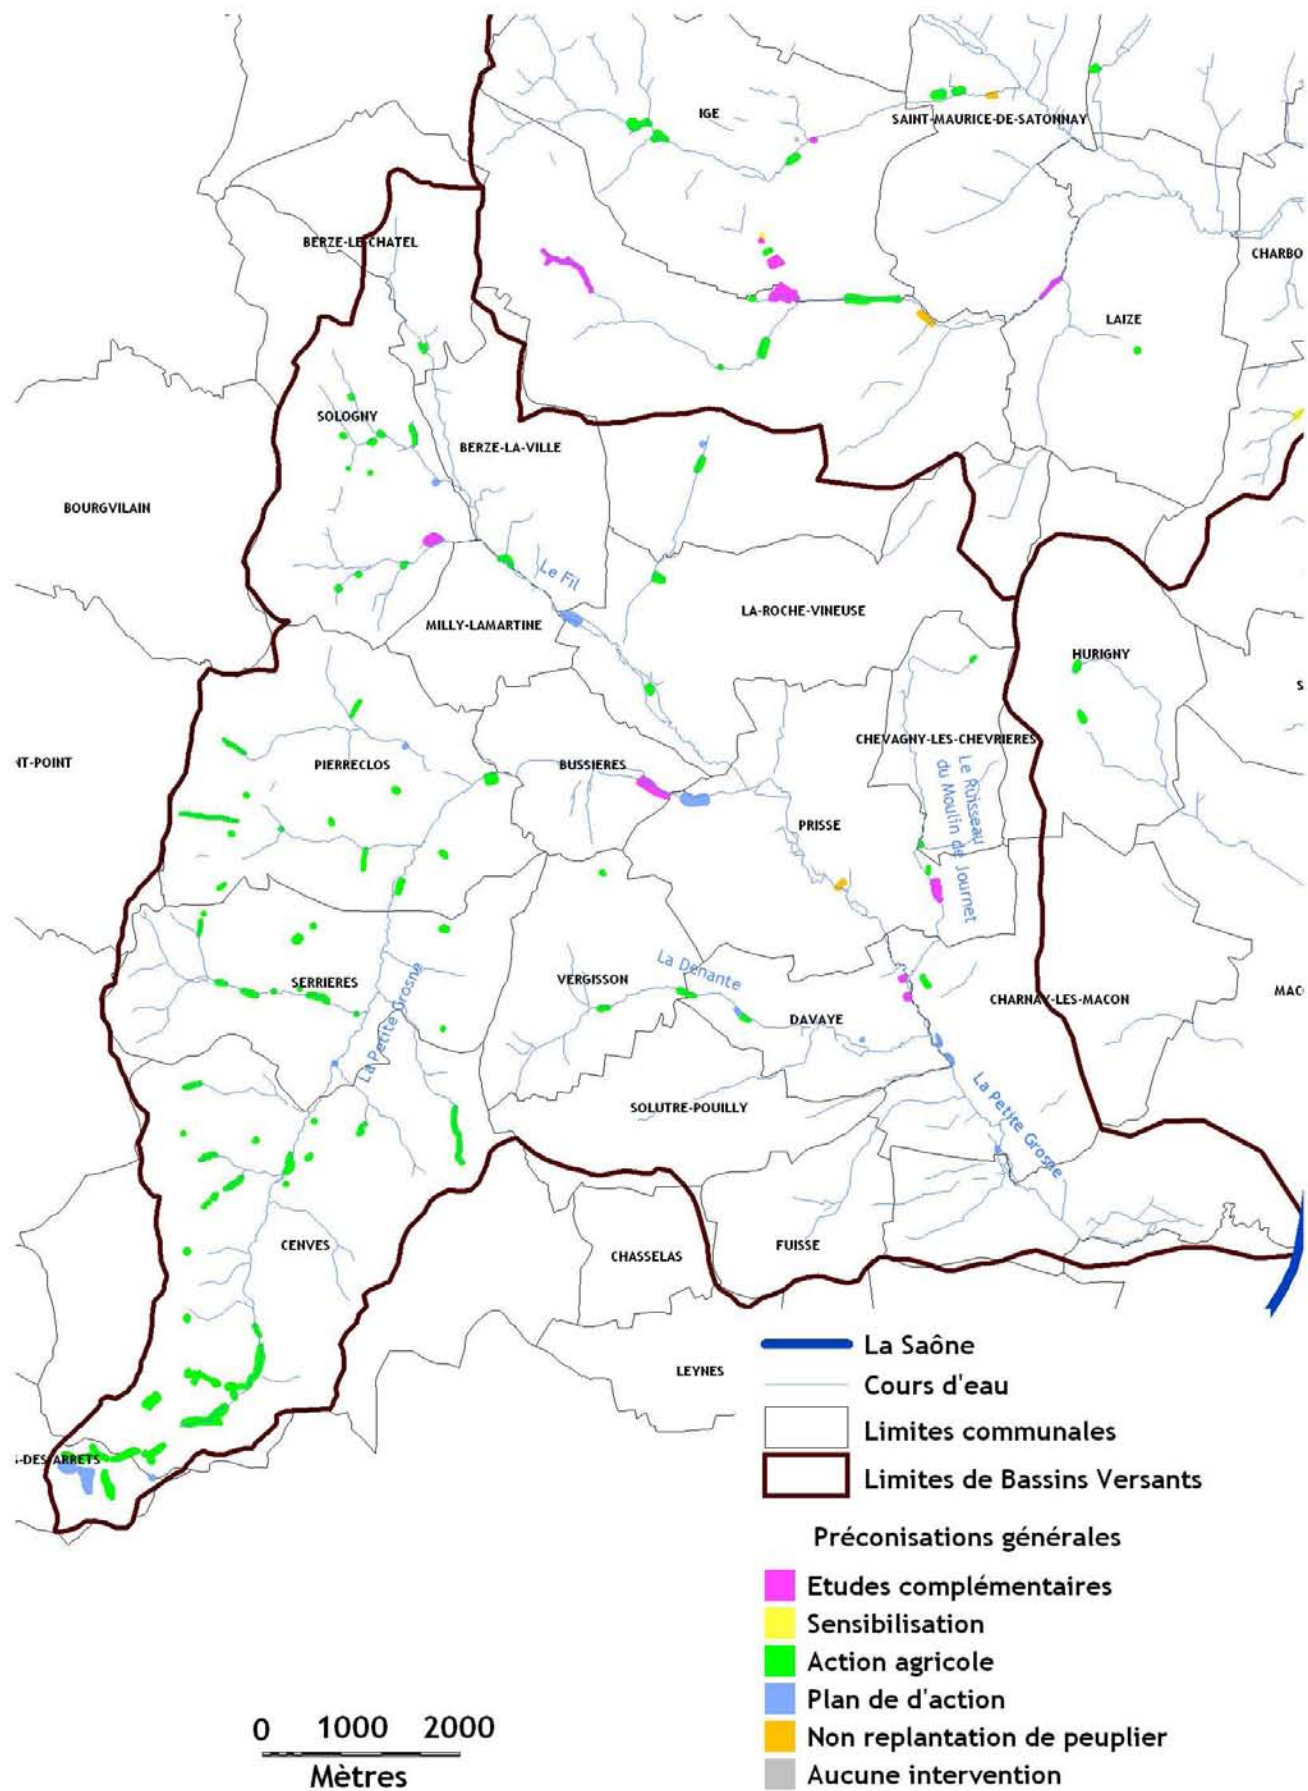 IGE
SAINT-MAURICE-DE-SATONNAY
BERZE-LE-CHATEL
CHARBO
LAIZE
SOLOGNY
BERZE-LA-VILLE
BOURGVILAIN
Le Fil
LA-ROCHE-VINEUSE
MILLY-LAMARTINE
HURIGNY
S
CHEVAGNY-LES-CHEVRIERES
NT-POINT
PIERRECLOS
BUSSIERES
Le Ruisseau
du Moulin de Journet
PRISSE
La Denante
VERGISSON
SERRIERES
La Petite Grosne
CHARNAY-LES-MACON
MAC
DAVAYE
SOLUTRE-POUILLY
La Petite Grosne
CENVES
CHASSELAS
FUISSE
LEYNES
-DES-ARRETS
La Saône
Cours d'eau
Limites communales
Limites de Bassins Versants
Préconisations générales
Etudes complémentaires
Sensibilisation
Action agricole
Plan de d'action
Non replantation de peuplier
Aucune intervention
0 1000 2000
Mètres